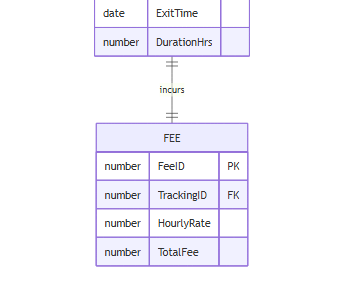 date ExitTime
number DurationHrs
incurs
FEE
number FeeID PK
number TrackingID FK
number HourlyRate
number TotalFee